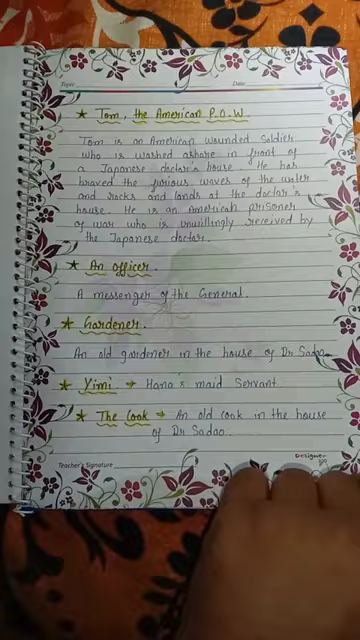 Topic
Date
★ Tom, the American P.O.W.
Tom is an American wounded soldier
who is washed ashore in front of
a Japanese doctor's house. He has
braved the furious waves of the water
and rocks and lands at the doctor's
house. He is an American prisoner
of war who is unwillingly received by
the Japanese doctor.
★ An officer.
A messenger of the General.
★ Gardener.
An old gardener in the house of Dr Sadao
★ Yimi. → Hana's maid Servant.
★ The Cook → An old cook in the house
of Dr Sadao.
Teacher's Signature
Designer